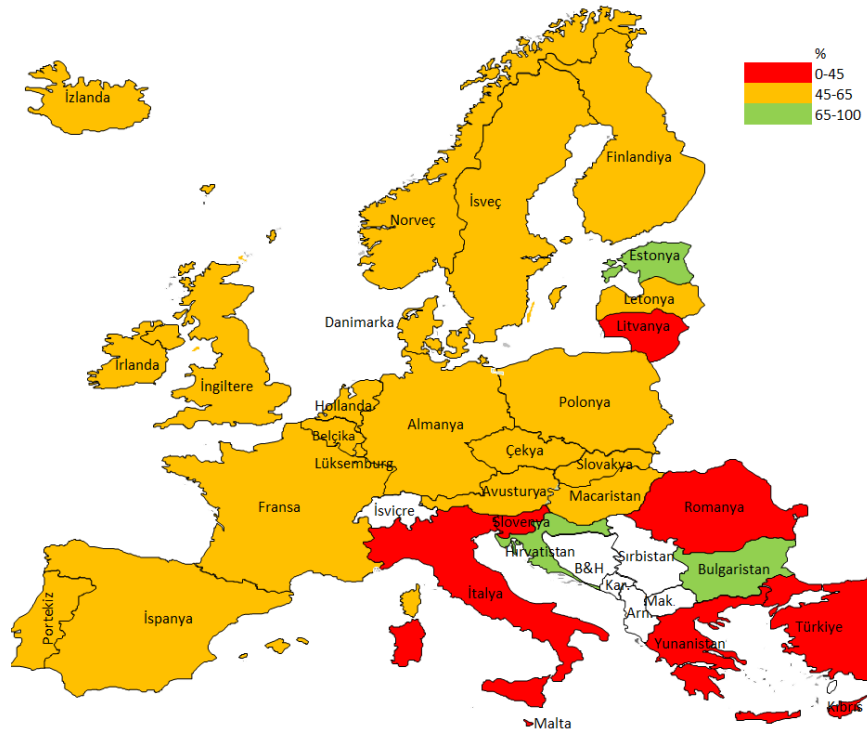 %
0-45
45-65
65-100
İzlanda
Finlandiya
İsveç
Norveç
Estonya
Letonya
Danimarka
Litvanya
İrlanda
İngiltere
Hollanda
Polonya
Almanya
Belçika
Çekya
Lüksemburg
Slovakya
Avusturya
Macaristan
Fransa
İsviçre
Romanya
Slovenya
Hırvatistan
Sırbistan
B&H
Bulgaristan
Kar.
İtalya
Mak.
Arn.
Portekiz
İspanya
Türkiye
Yunanistan
Kıbrıs
Malta